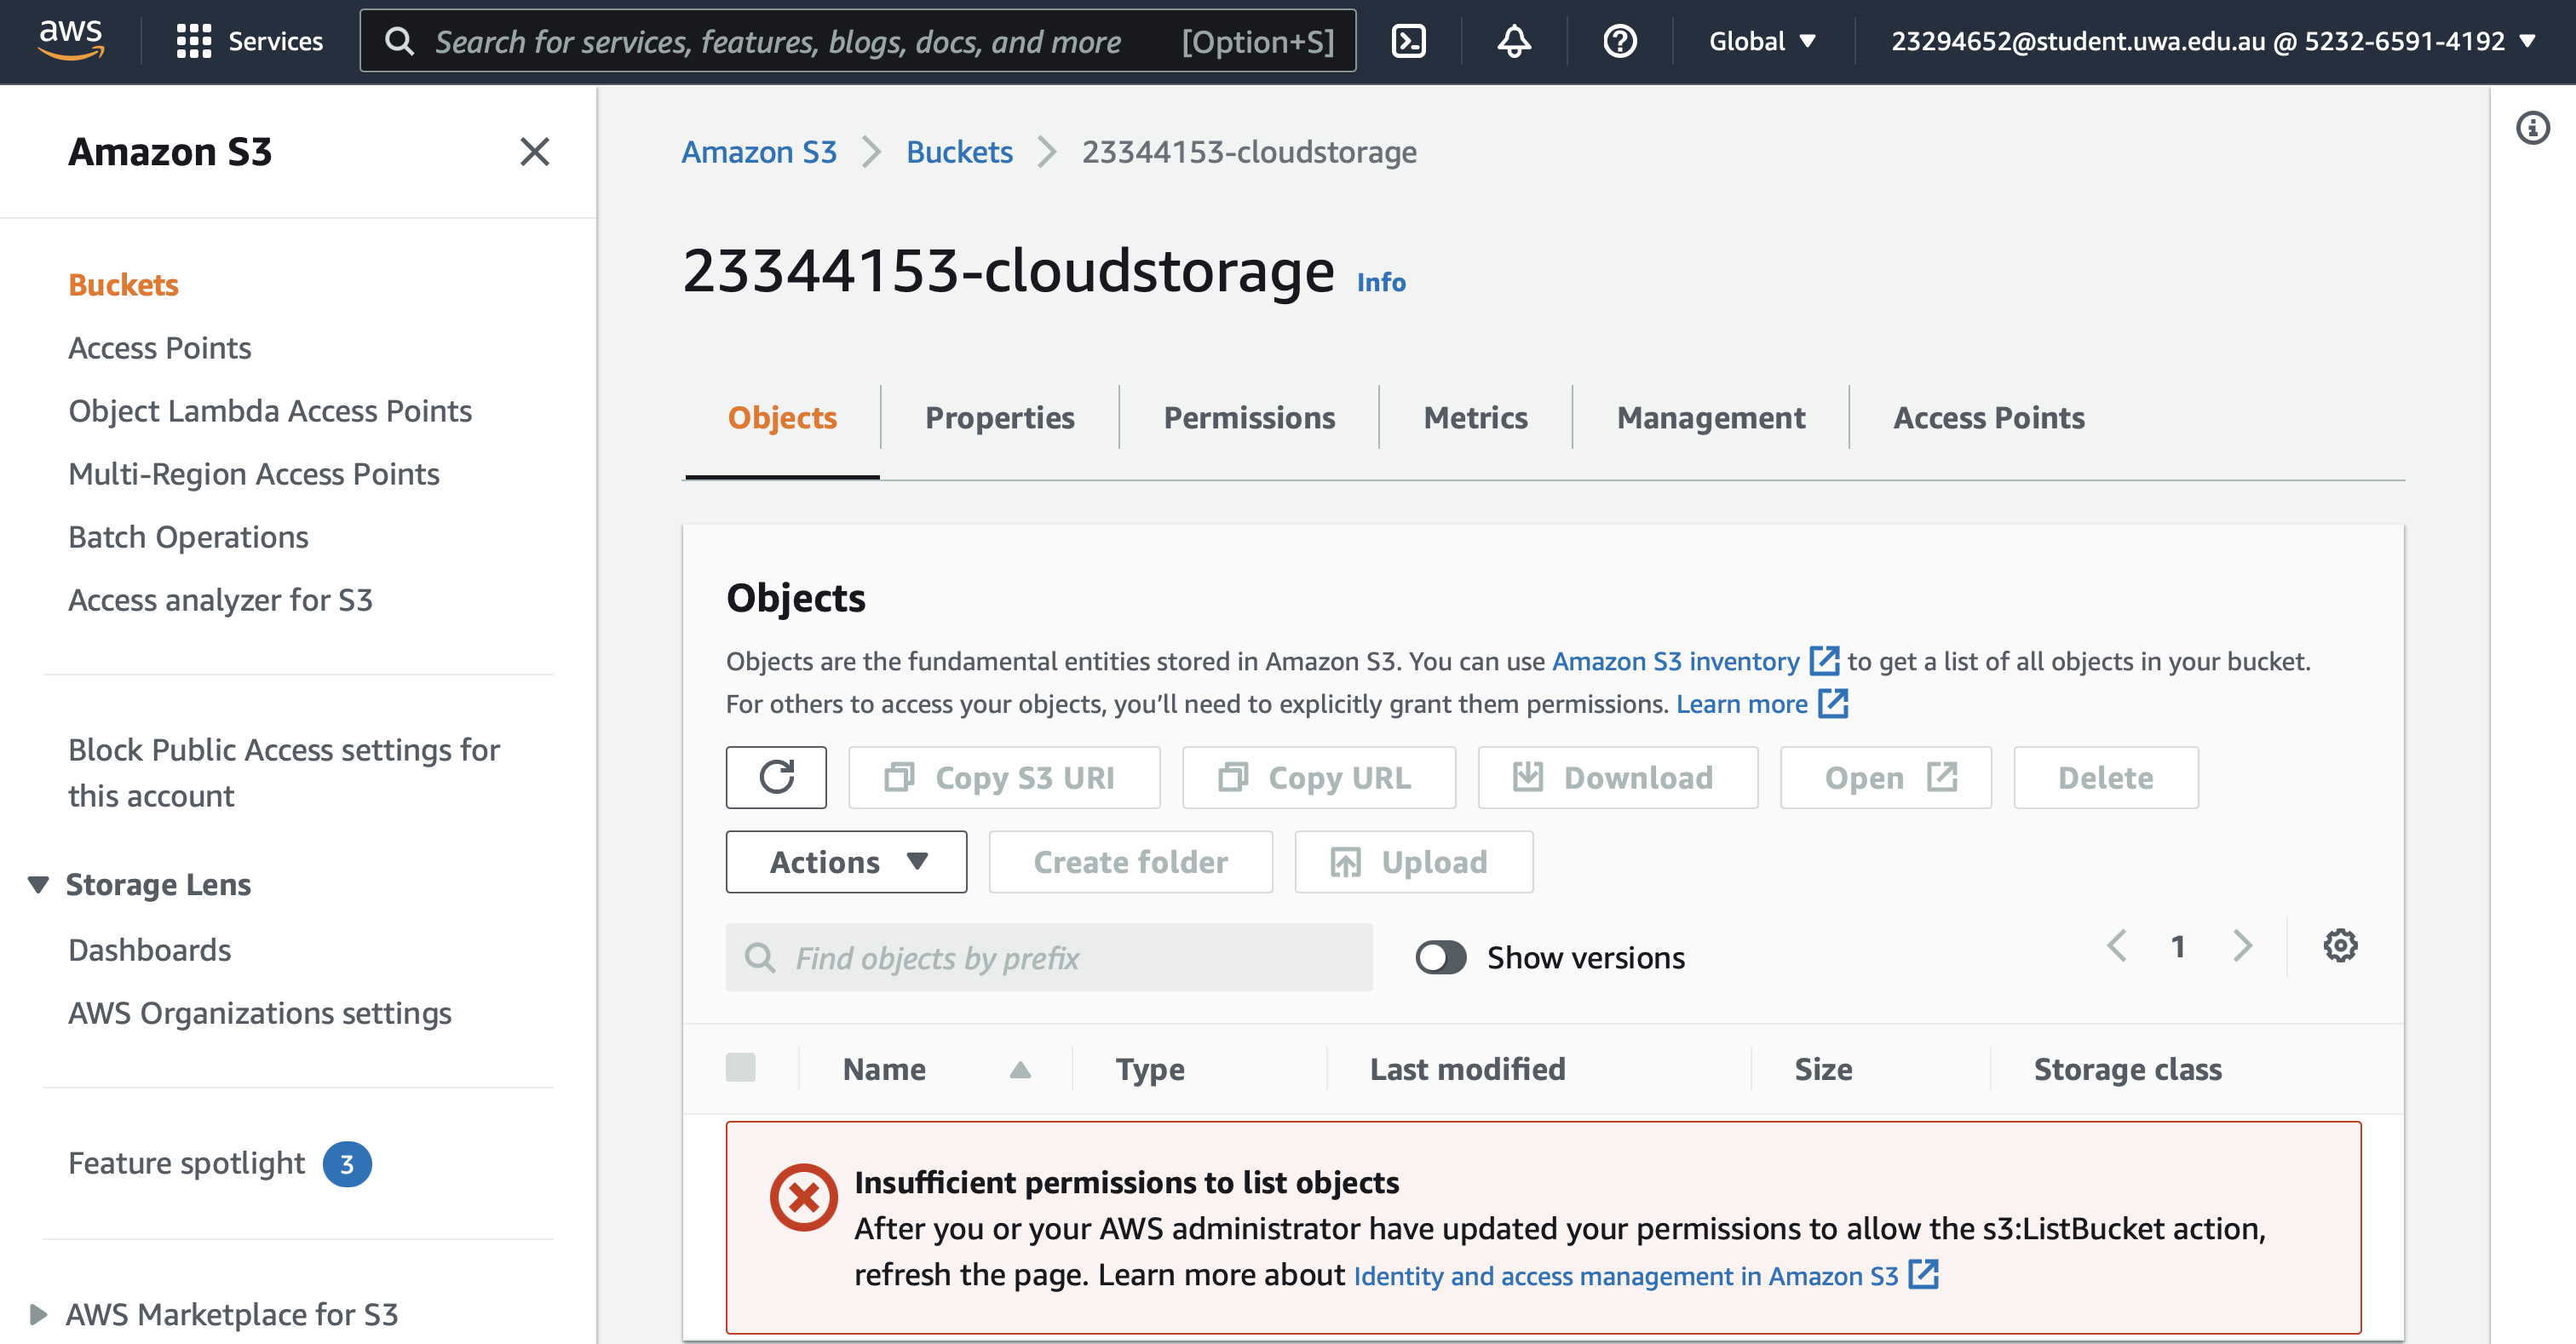 aws
Services
Search for services, features, blogs, docs, and more
[Option+S]
Global
23294652@student.uwa.edu.au @ 5232-6591-4192
Amazon S3
Buckets
Access Points
Object Lambda Access Points
Multi-Region Access Points
Batch Operations
Access analyzer for S3
Block Public Access settings for
this account
Storage Lens
Dashboards
AWS Organizations settings
Feature spotlight 3
AWS Marketplace for S3
Amazon S3 > Buckets > 23344153-cloudstorage
23344153-cloudstorage Info
Objects
Properties
Permissions
Metrics
Management
Access Points
Objects
Objects are the fundamental entities stored in Amazon S3. You can use Amazon S3 inventory to get a list of all objects in your bucket.
For others to access your objects, you’ll need to explicitly grant them permissions. Learn more
Copy S3 URI
Copy URL
Download
Open
Delete
Actions
Create folder
Upload
Find objects by prefix
Show versions
1
Name
Type
Last modified
Size
Storage class
Insufficient permissions to list objects
After you or your AWS administrator have updated your permissions to allow the s3:ListBucket action,
refresh the page. Learn more about Identity and access management in Amazon S3